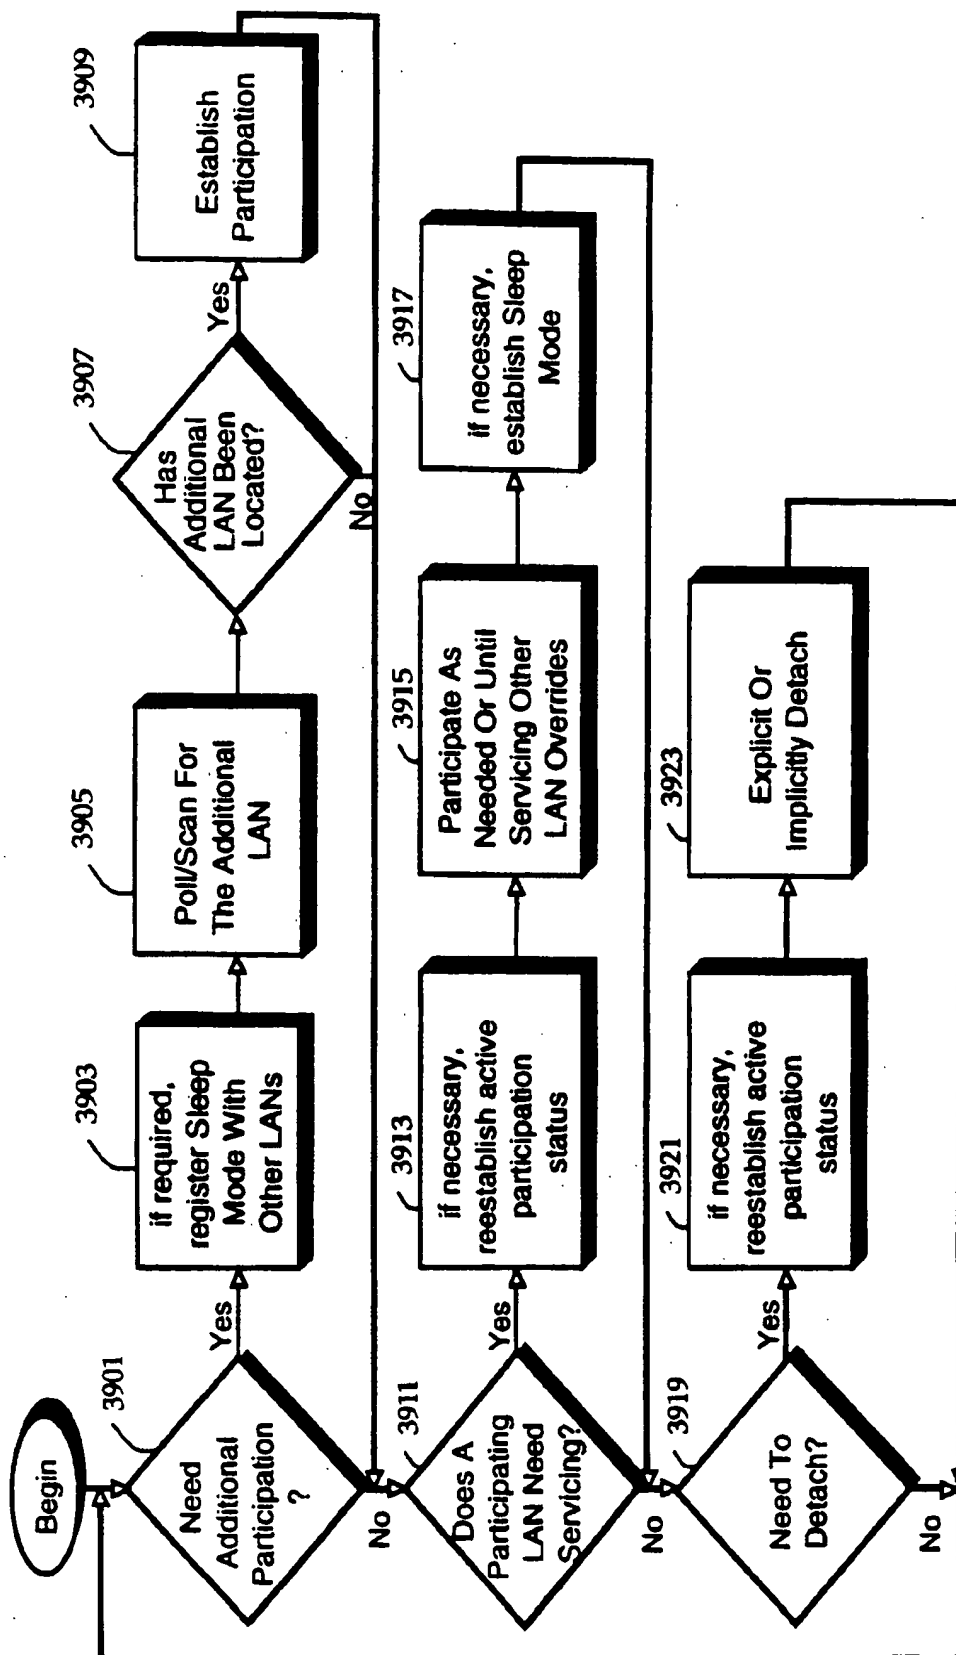 Begin
3901
Need
Additional
Participation
?
Yes
No
3903
if required,
register Sleep
Mode With
Other LANs
3905
Poll/Scan For
The Additional
LAN
3907
Has
Additional
LAN Been
Located?
Yes
No
3909
Establish
Participation
3911
Does A
Participating
LAN Need
Servicing?
Yes
No
3913
if necessary,
reestablish active
participation
status
3915
Participate As
Needed Or Until
Servicing Other
LAN Overrides
3917
if necessary,
establish Sleep
Mode
3919
Need To
Detach?
Yes
No
3921
if necessary,
reestablish active
participation
status
3923
Explicit Or
Implicitly Detach